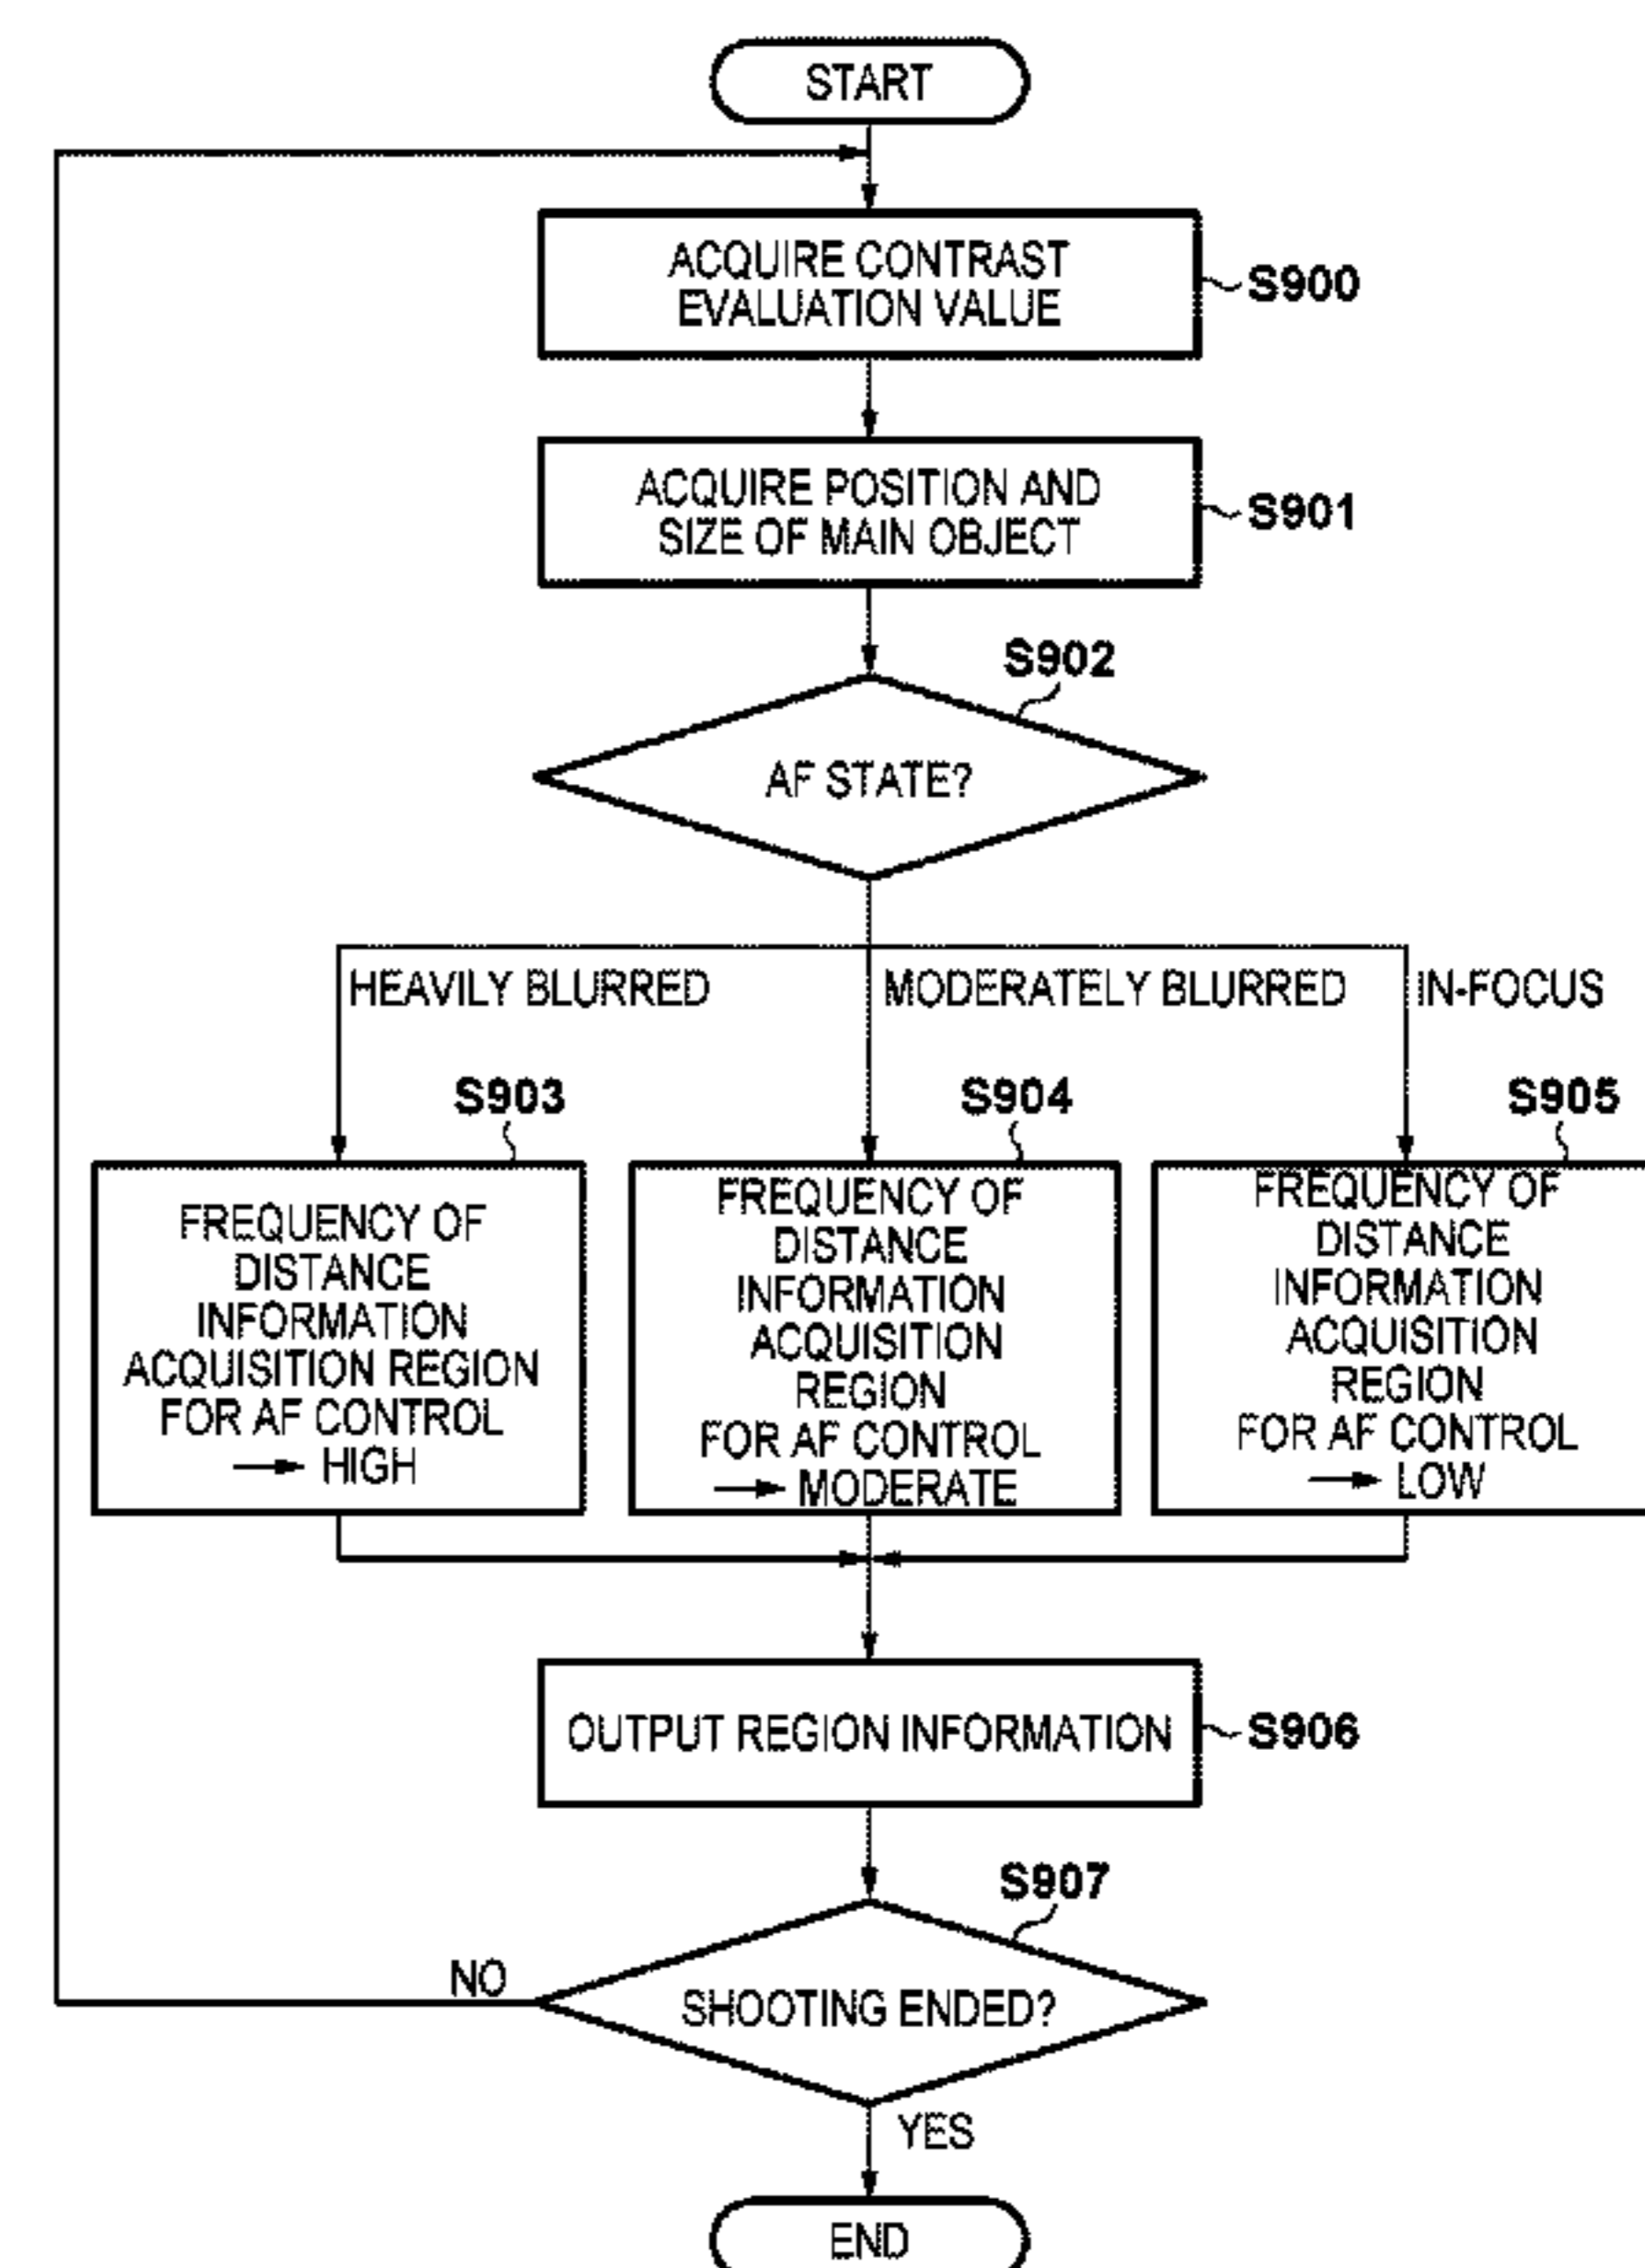 START
ACQUIRE CONTRAST
EVALUATION VALUE
S900
ACQUIRE POSITION AND
SIZE OF MAIN OBJECT
S901
S902
AF STATE?
HEAVILY BLURRED
MODERATELY BLURRED
IN-FOCUS
S903
FREQUENCY OF
DISTANCE
INFORMATION
ACQUISITION REGION
FOR AF CONTROL
→ HIGH
S904
FREQUENCY OF
DISTANCE
INFORMATION
ACQUISITION
REGION
FOR AF CONTROL
→ MODERATE
S905
FREQUENCY OF
DISTANCE
INFORMATION
ACQUISITION
REGION
FOR AF CONTROL
→ LOW
OUTPUT REGION INFORMATION
S906
S907
SHOOTING ENDED?
NO
YES
END